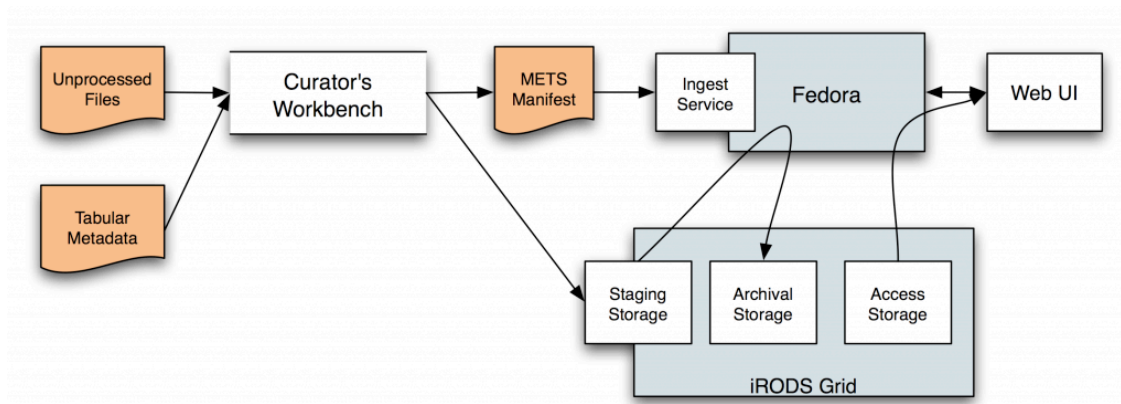 Unprocessed
Files
Curator's
Workbench
METS
Manifest
Ingest
Service
Fedora
Web UI
Tabular
Metadata
Staging
Storage
Archival
Storage
Access
Storage
iRODS Grid